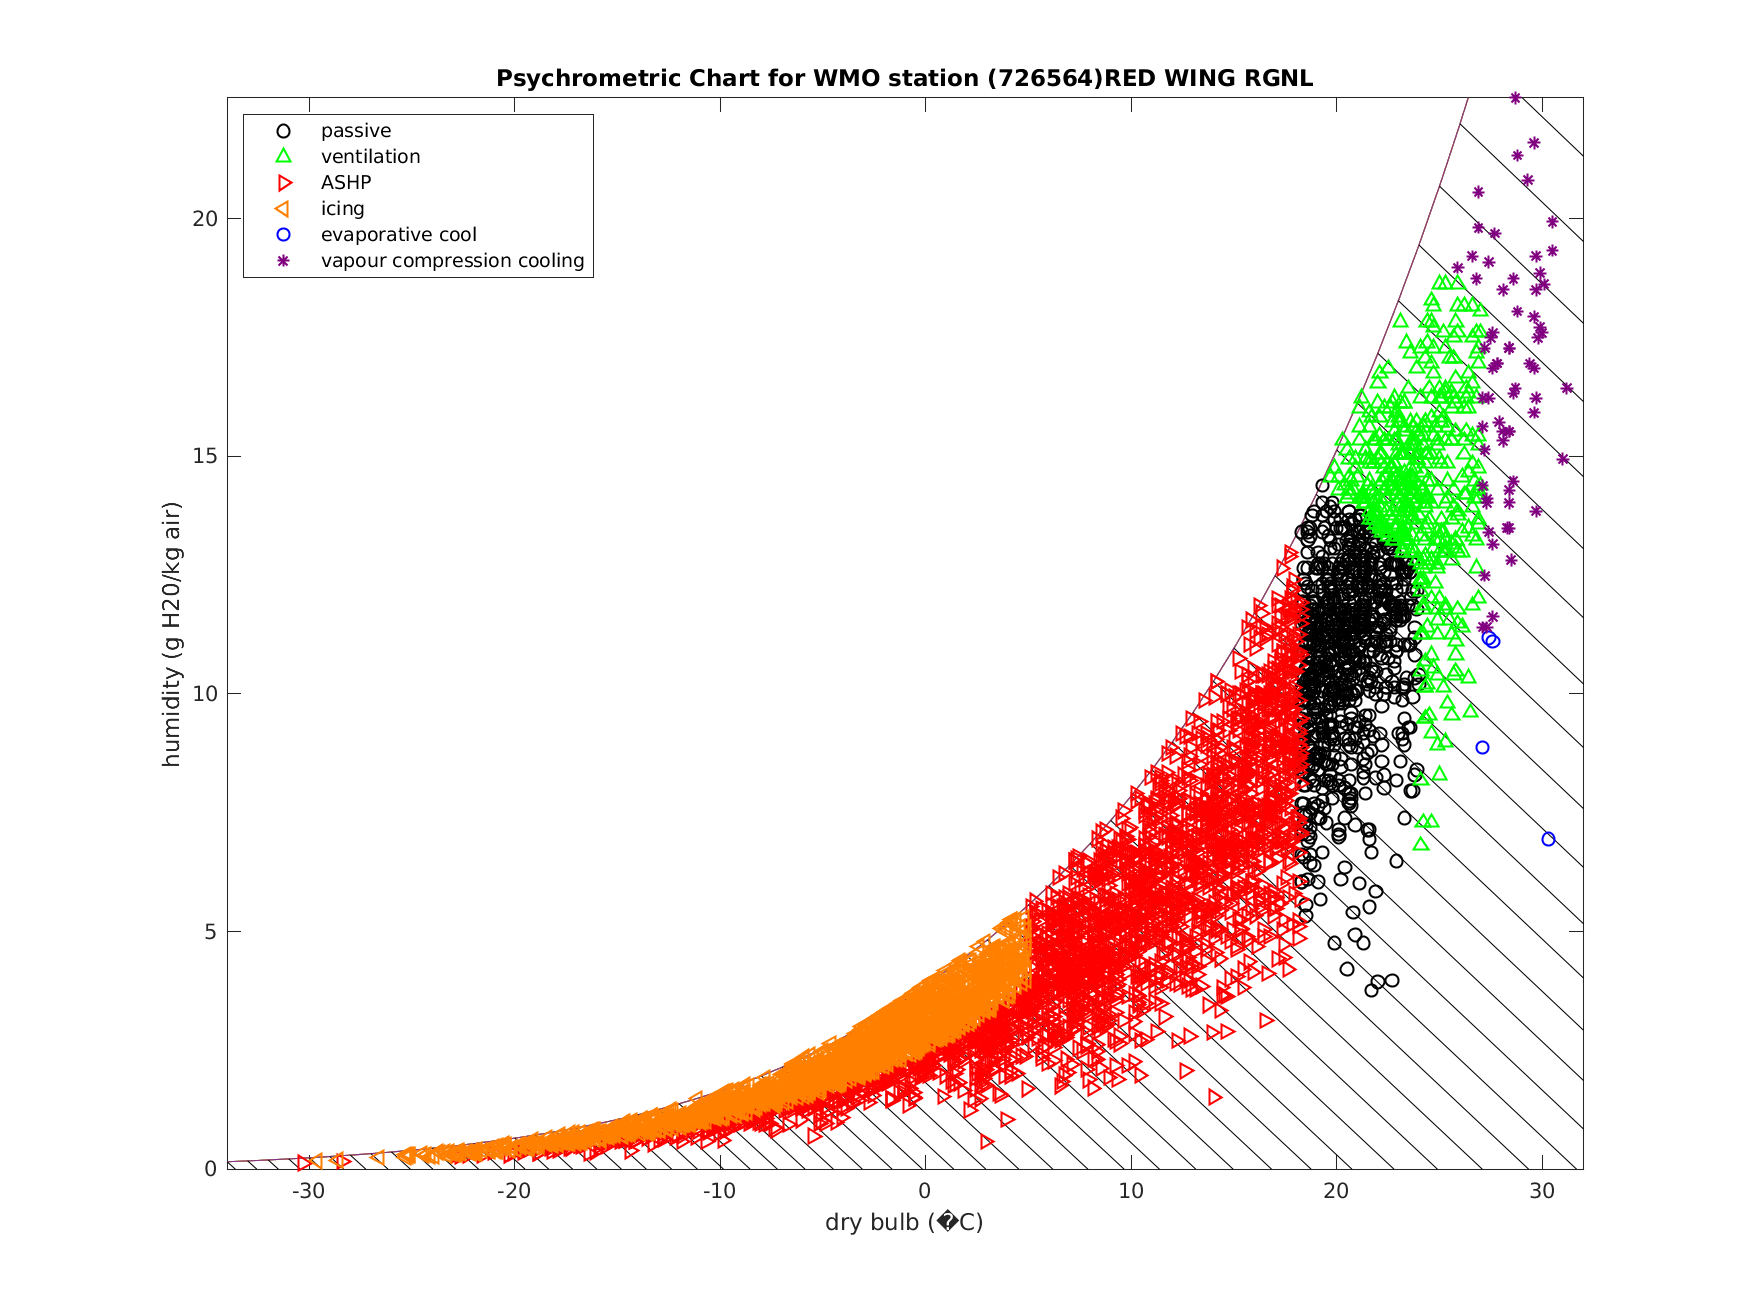 Psychrometric Chart for WMO station (726564)RED WING RGNL
passive
ventilation
ASHP
icing
evaporative cool
vapour compression cooling
humidity (g H20/kg air)
20
15
10
5
0
-30 -20 -10 0 10 20 30
dry bulb (�C)